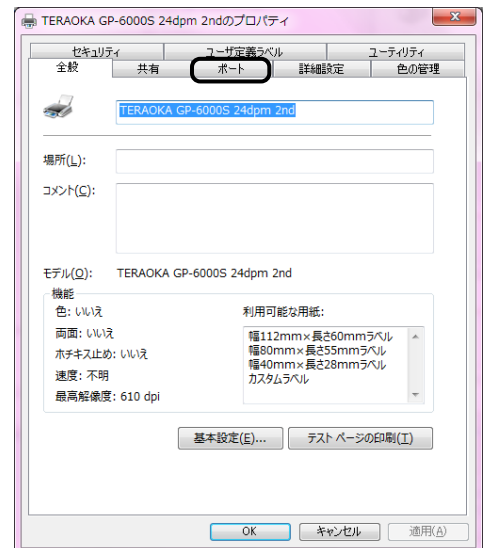 TERAOKA GP-6000S 24dpm 2ndのプロパティ
セキュリティ ユーザ定義ラベル ユーティリティ
全般 共有 ポート 詳細設定 色の管理
TERAOKA GP-6000S 24dpm 2nd
場所(L):
コメント(C):
モデル(O): TERAOKA GP-6000S 24dpm 2nd
機能
色: いいえ 利用可能な用紙:
両面: いいえ 幅112mm×長さ60mmラベル
ホチキス止め: いいえ 幅80mm×長さ55mmラベル
速度: 不明 幅40mm×長さ28mmラベル
最高解像度: 610 dpi カスタムラベル
基本設定(E)... テスト ページの印刷(T)
OK キャンセル 適用(A)